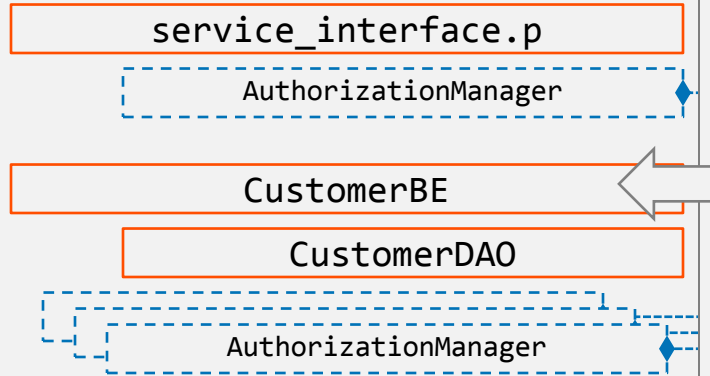 service_interface.p
AuthorizationManager
CustomerBE
CustomerDAO
AuthorizationManager